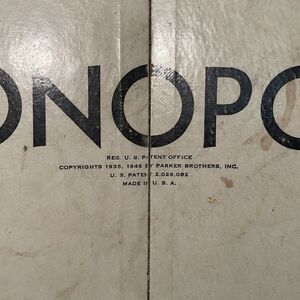 ONOPO
REG U. S. PATENT OFFICE
COPYRIGHTS 1935, 1946 BY PARKER BROTHERS, INC.
U. S. PATENT 2,026,082
MADE IN U. S. A.